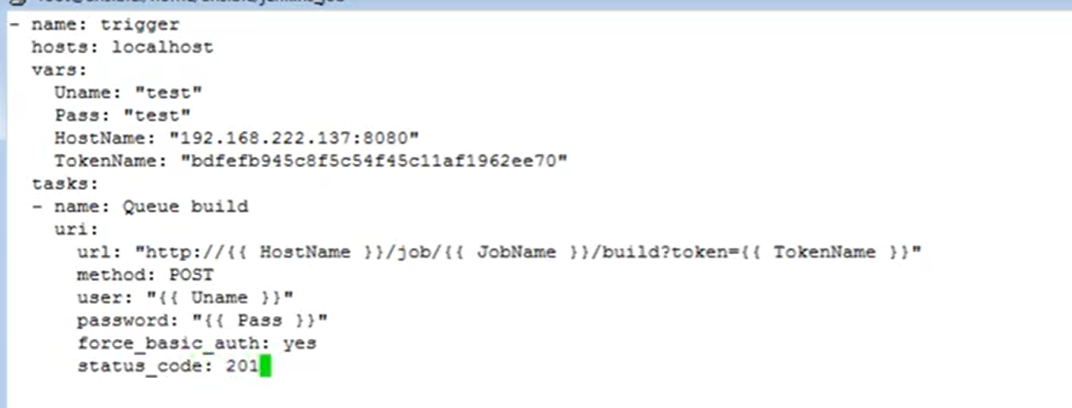 - name: trigger
  hosts: localhost
  vars:
    Uname: "test"
    Pass: "test"
    HostName: "192.168.222.137:8080"
    TokenName: "bdfefb945c8f5c54f45c11af1962ee70"
  tasks:
  - name: Queue build
    uri:
      url: "http://{{ HostName }}/job/{{ JobName }}/build?token={{ TokenName }}"
      method: POST
      user: "{{ Uname }}"
      password: "{{ Pass }}"
      force_basic_auth: yes
      status_code: 201